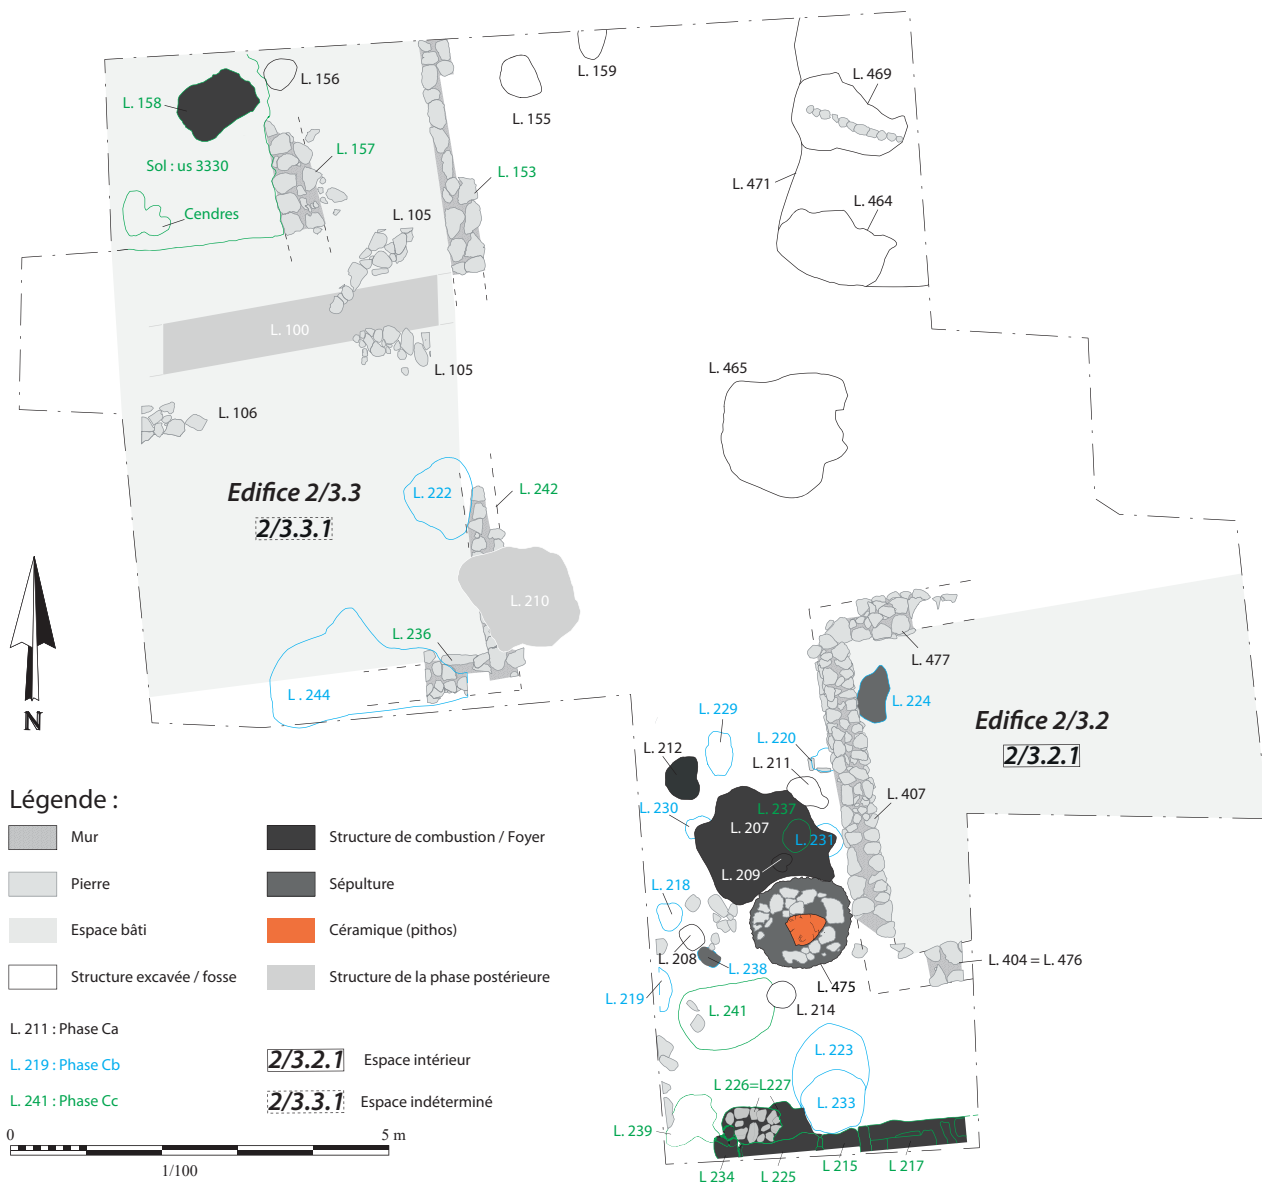 L. 156
L. 159
L. 155
L. 469
L. 158
L. 157
Sol : us 3330
L. 153
L. 471
L. 464
Cendres
L. 105
L. 100
L. 105
L. 465
L. 106
Edifice 2/3.3
2/3.3.1
L. 222
L. 242
L. 210
L. 236
L . 244
N
L. 477
L. 224
Edifice 2/3.2
2/3.2.1
L. 229
L. 212
L. 220
L. 211
L. 407
L. 230
L. 237
L. 207
L. 231
L. 209
L. 218
L. 208
L. 238
L. 404 = L. 476
L. 475
L. 219
L. 241
L. 214
L. 223
L 226=L227
L. 233
L. 239
L. 234
L. 225
L. 215
L. 217
Légende :
Mur
Structure de combustion / Foyer
Pierre
Sépulture
Espace bâti
Céramique (pithos)
Structure excavée / fosse
Structure de la phase postérieure
L. 211 : Phase Ca
L. 219 : Phase Cb
2/3.2.1 Espace intérieur
L. 241 : Phase Cc
2/3.3.1 Espace indéterminé
0 5 m
1/100